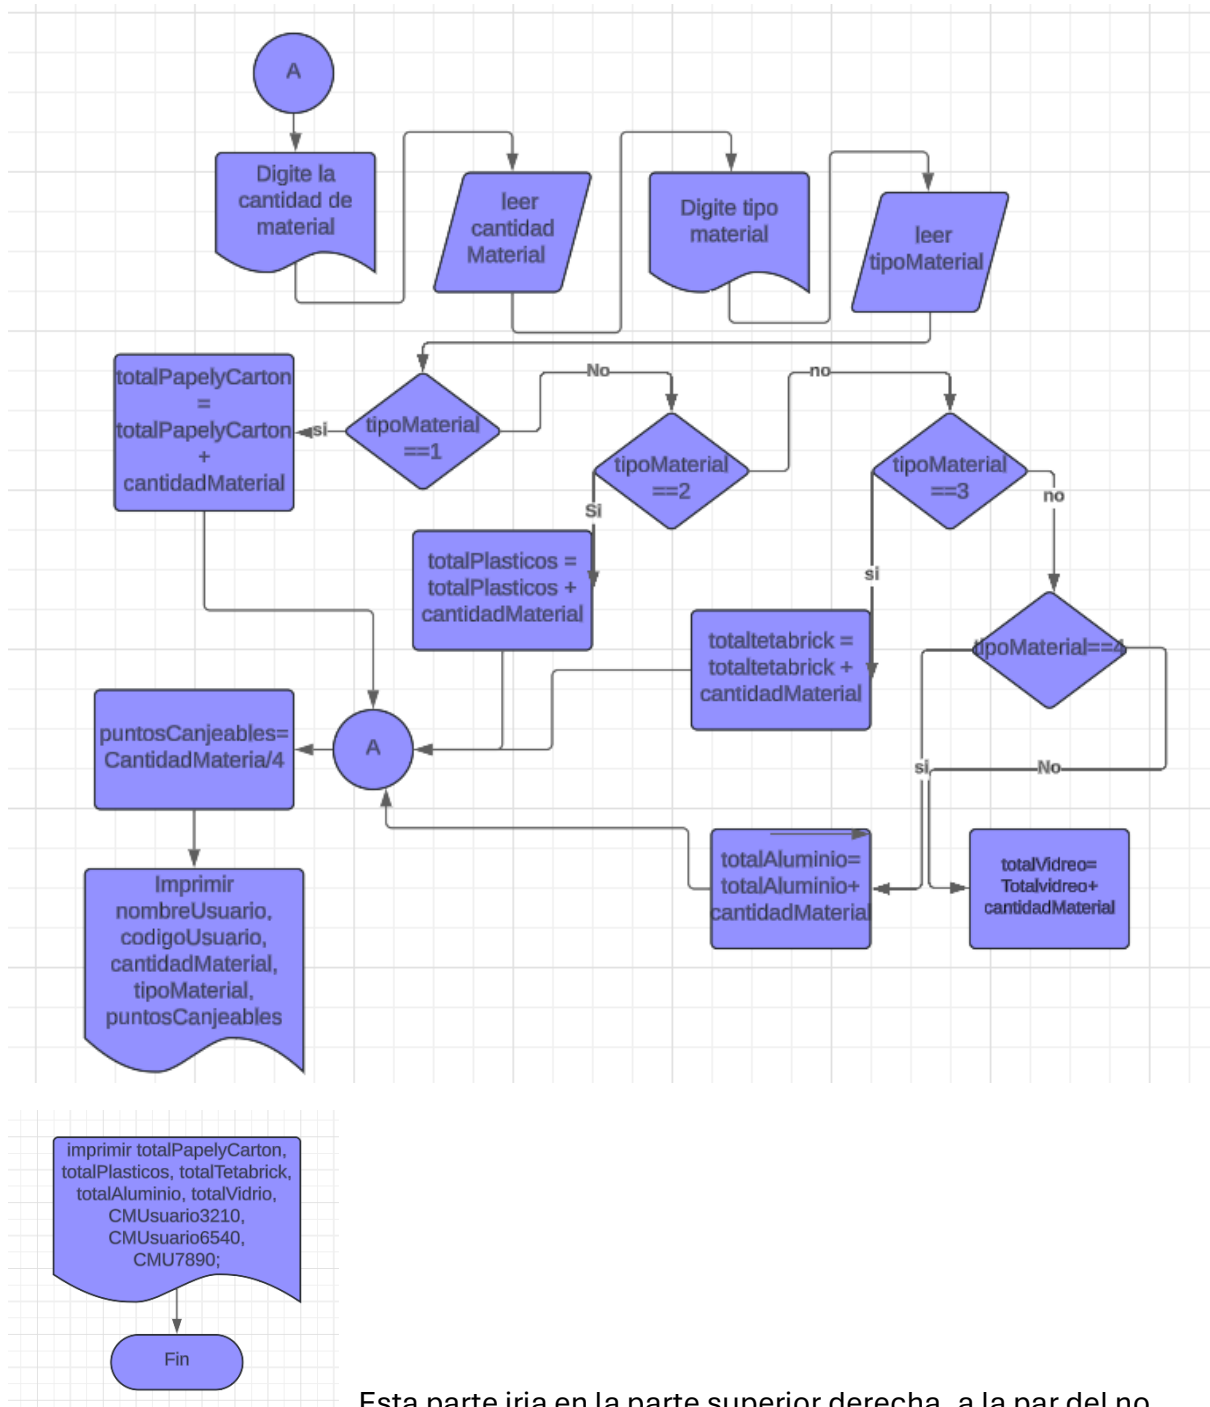 A
Digite la
cantidad de
material
leer
cantidad
Material
Digite tipo
material
leer
tipoMaterial
totalPapelyCarton
=
totalPapelyCarton
+
cantidadMaterial
si
tipoMaterial
==1
No
tipoMaterial
==2
no
tipoMaterial
==3
no
Si
totalPlasticos =
totalPlasticos +
cantidadMaterial
si
totaltetabrick =
totaltetabrick +
cantidadMaterial
tipoMaterial==4
puntosCanjeables=
CantidadMateria/4
A
si
No
totalAluminio=
totalAluminio+
cantidadMaterial
totalVidreo=
Totalvidreo+
cantidadMaterial
Imprimir
nombreUsuario,
codigoUsuario,
cantidadMaterial,
tipoMaterial,
puntosCanjeables
imprimir totalPapelyCarton,
totalPlasticos, totalTetabrick,
totalAluminio, totalVidrio,
CMUsuario3210,
CMUsuario6540,
CMU7890;
Fin
Esta parte iria en la parte superior derecha, a la par del no